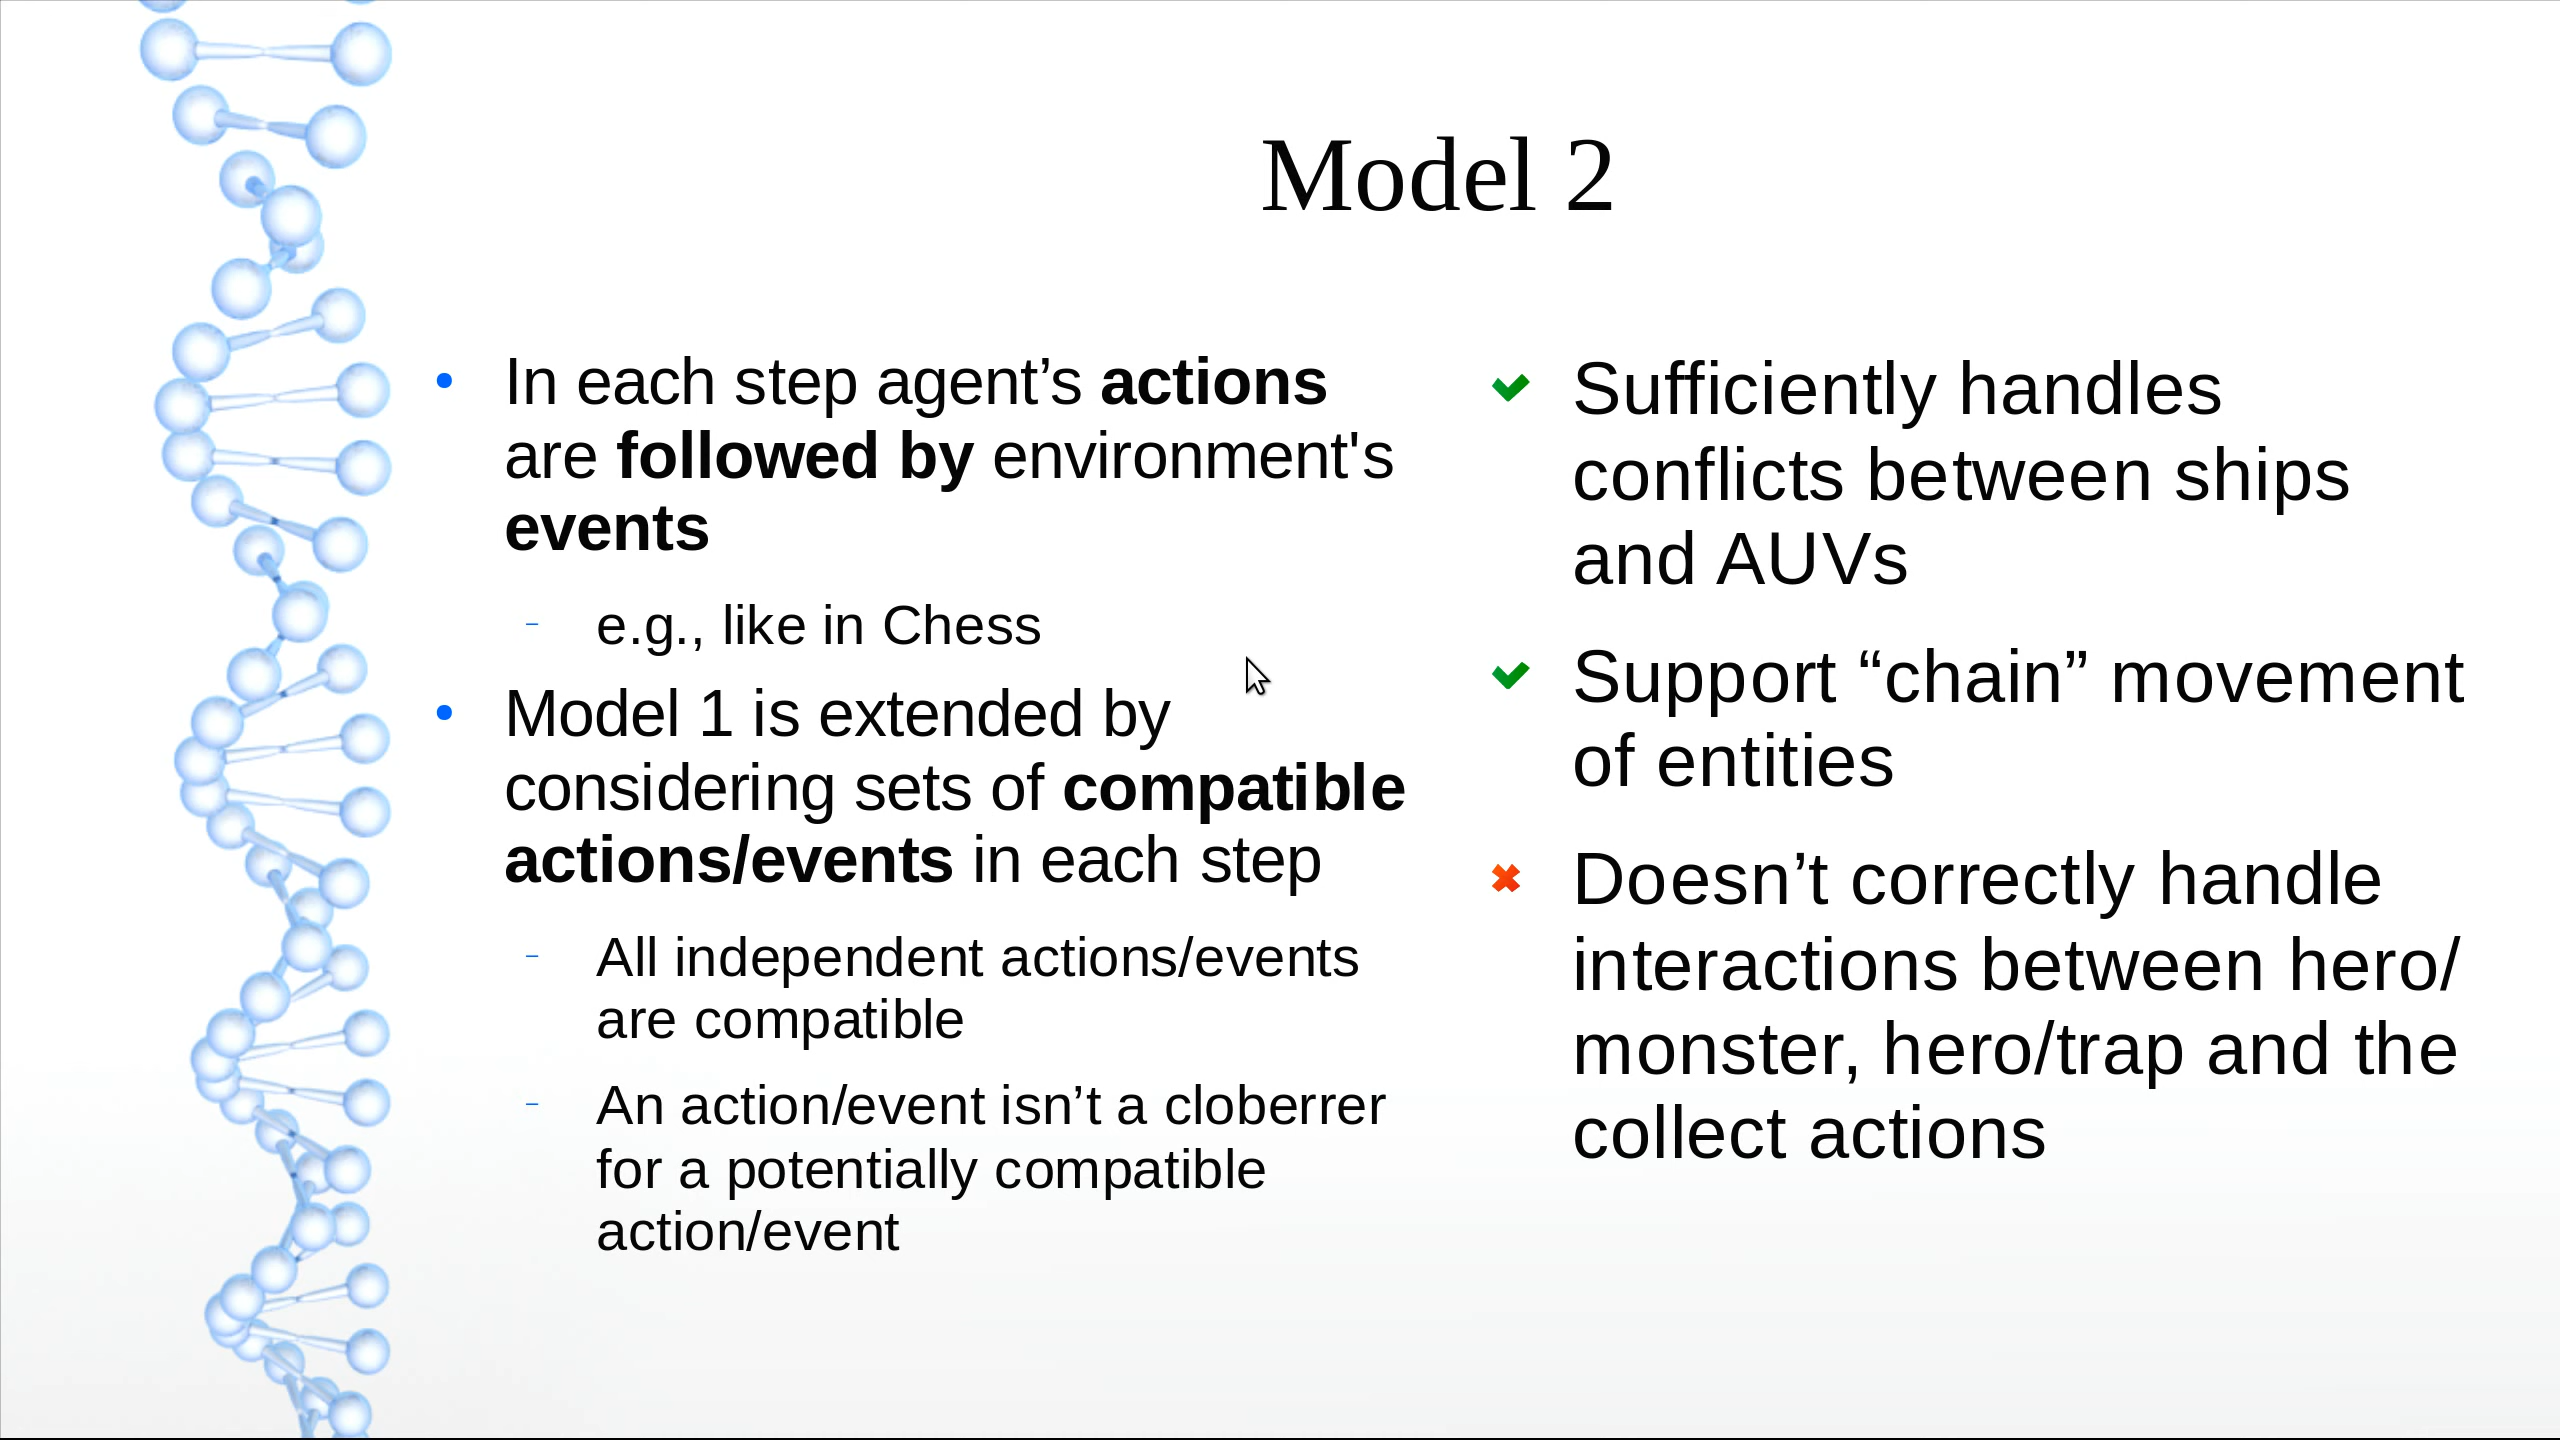 Model 2
• In each step agent’s actions
are followed by environment's
events
– e.g., like in Chess
• Model 1 is extended by
considering sets of compatible
actions/events in each step
– All independent actions/events
are compatible
– An action/event isn’t a cloberrer
for a potentially compatible
action/event
✔ Sufficiently handles
conflicts between ships
and AUVs
✔ Support “chain” movement
of entities
✖ Doesn’t correctly handle
interactions between hero/
monster, hero/trap and the
collect actions